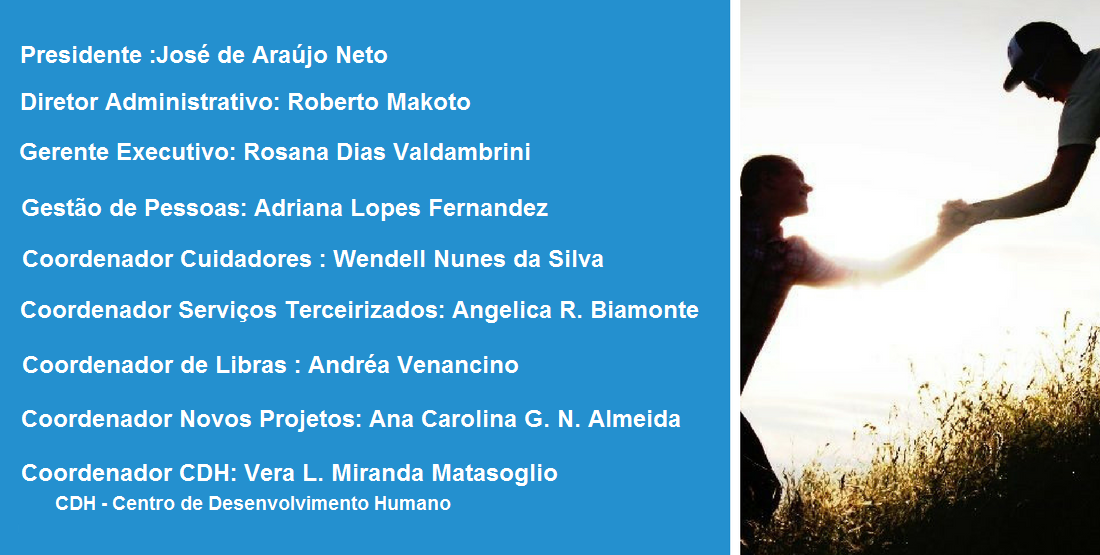 Presidente :José de Araújo Neto
Diretor Administrativo: Roberto Makoto
Gerente Executivo: Rosana Dias Valdambrini
Gestão de Pessoas: Adriana Lopes Fernandez
Coordenador Cuidadores : Wendell Nunes da Silva
Coordenador Serviços Terceirizados: Angelica R. Biamonte
Coordenador de Libras : Andréa Venancino
Coordenador Novos Projetos: Ana Carolina G. N. Almeida
Coordenador CDH: Vera L. Miranda Matasoglio
CDH - Centro de Desenvolvimento Humano